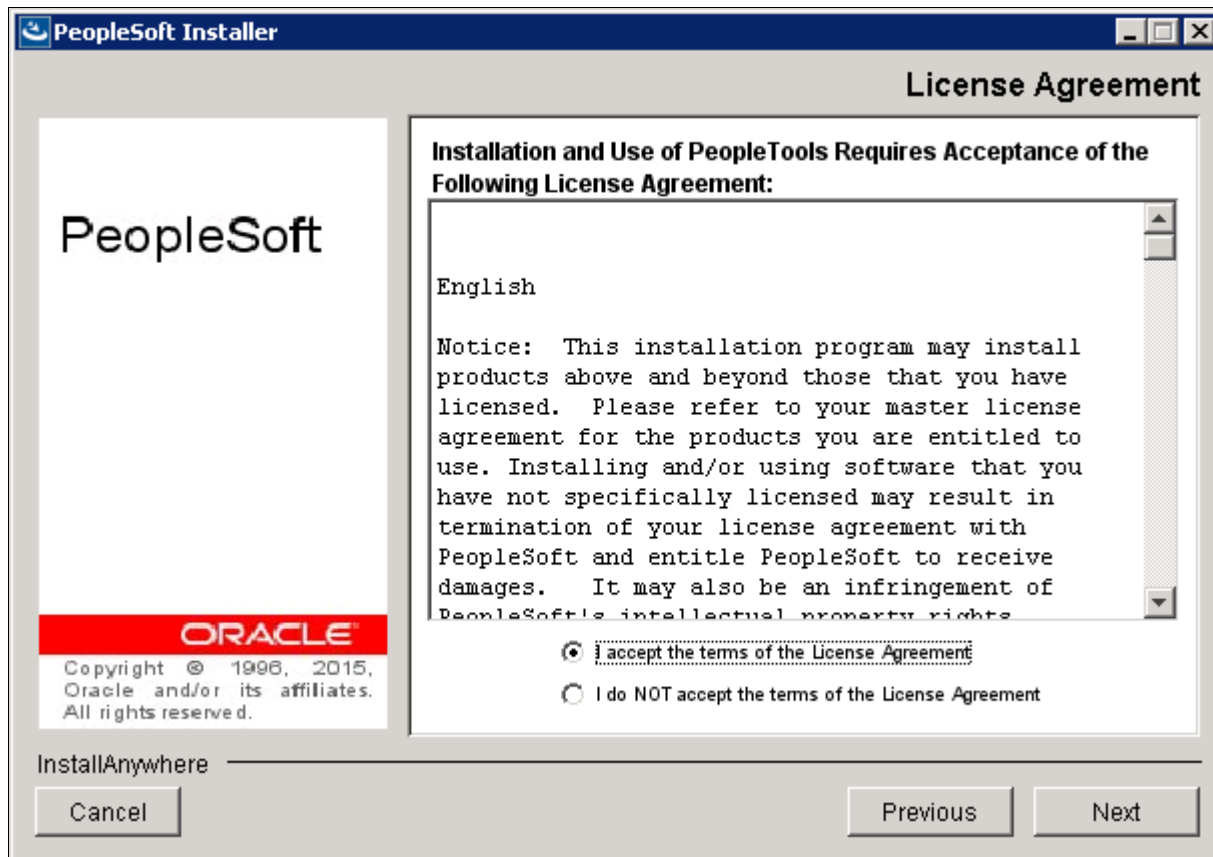 PeopleSoft Installer
License Agreement
PeopleSoft
ORACLE
Copyright © 1996, 2015,
Oracle and/or its affiliates.
All rights reserved.
Installation and Use of PeopleTools Requires Acceptance of the
Following License Agreement:
English
Notice:  This installation program may install
products above and beyond those that you have
licensed.  Please refer to your master license
agreement for the products you are entitled to
use. Installing and/or using software that you
have not specifically licensed may result in
termination of your license agreement with
PeopleSoft and entitle PeopleSoft to receive
damages.   It may also be an infringement of
PeopleSoft's intellectual property rights
I accept the terms of the License Agreement
I do NOT accept the terms of the License Agreement
InstallAnywhere
Cancel
Previous
Next